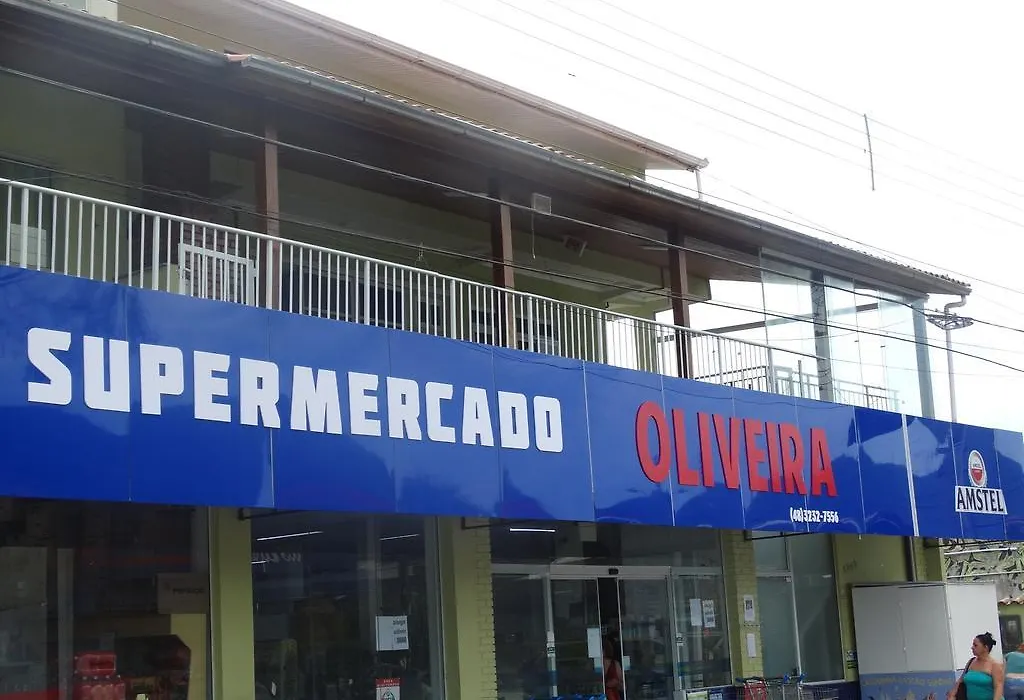 SUPERMERCADO
OLIVEIRA
(48)3232-7556
AMSTEL